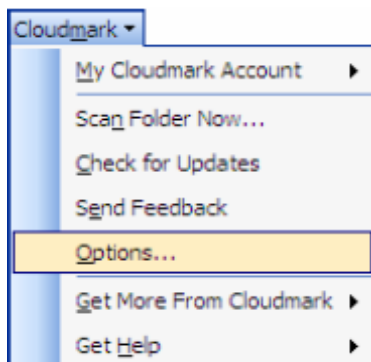 Cloudmark
My Cloudmark Account
Scan Folder Now...
Check for Updates
Send Feedback
Options...
Get More From Cloudmark
Get Help